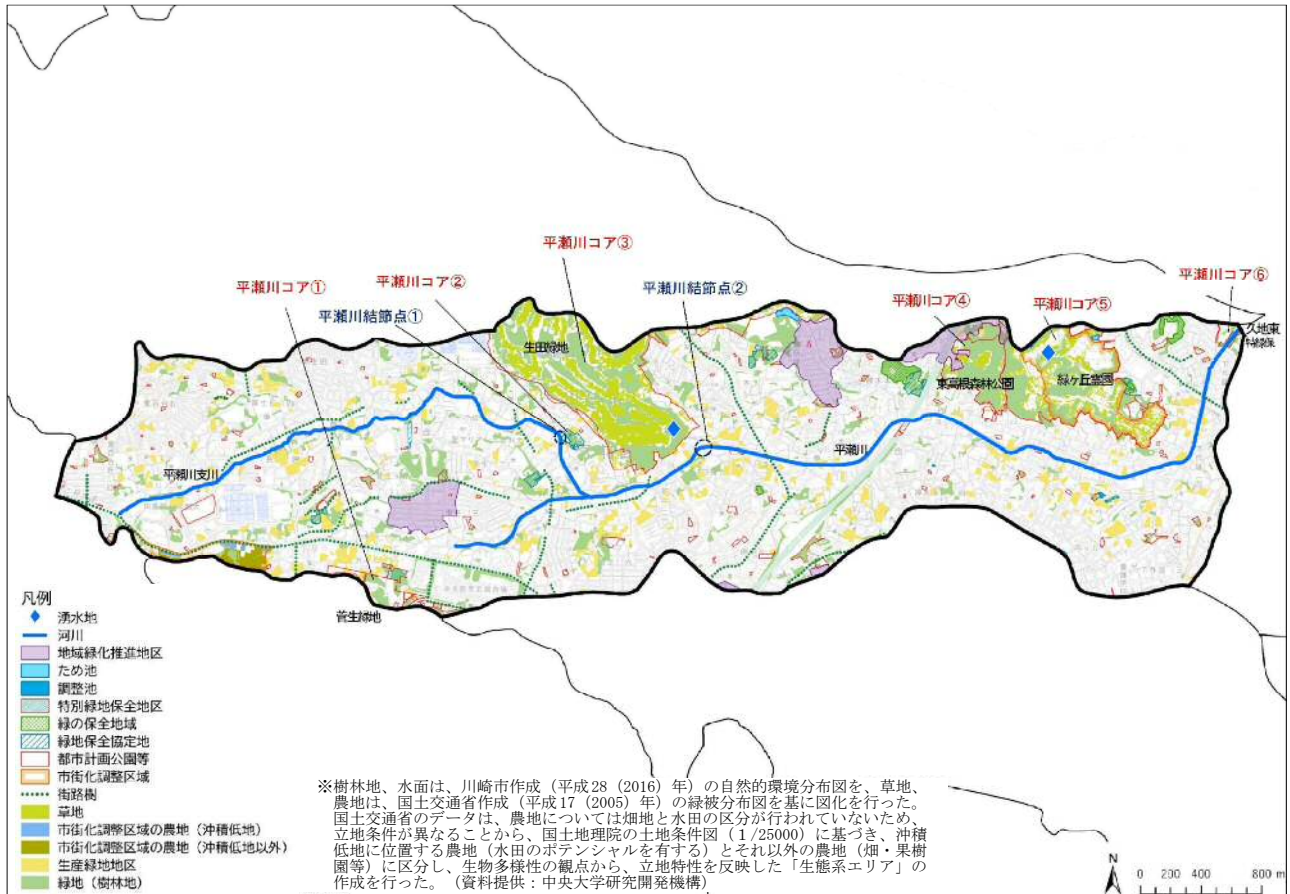 平瀬川コア③
平瀬川コア②
平瀬川結節点②
平瀬川コア⑥
平瀬川コア①
平瀬川コア④
平瀬川コア⑤
平瀬川結節点①
久地東
生田緑地
東高根森林公園
緑ヶ丘霊園
平瀬川
平瀬川支川
菅生緑地
凡例
湧水地
河川
地域緑化推進地区
ため池
調整池
特別緑地保全地区
緑の保全地域
緑地保全協定地
都市計画公園等
市街化調整区域
街路樹
草地
市街化調整区域の農地（沖積低地）
市街化調整区域の農地（沖積低地以外）
生産緑地地区
緑地（樹林地）
※樹林地、水面は、川崎市作成（平成28（2016）年）の自然的環境分布図を、草地、
農地は、国土交通省作成（平成17（2005）年）の緑被分布図を基に図化を行った。
国土交通省のデータは、農地については畑地と水田の区分が行われていないため、
立地条件が異なることから、国土地理院の土地条件図（１/25000）に基づき、沖積
低地に位置する農地（水田のポテンシャルを有する）とそれ以外の農地（畑・果樹
園等）に区分し、生物多様性の観点から、立地特性を反映した「生態系エリア」の
作成を行った。（資料提供：中央大学研究開発機構）
N
0 200 400 800 m